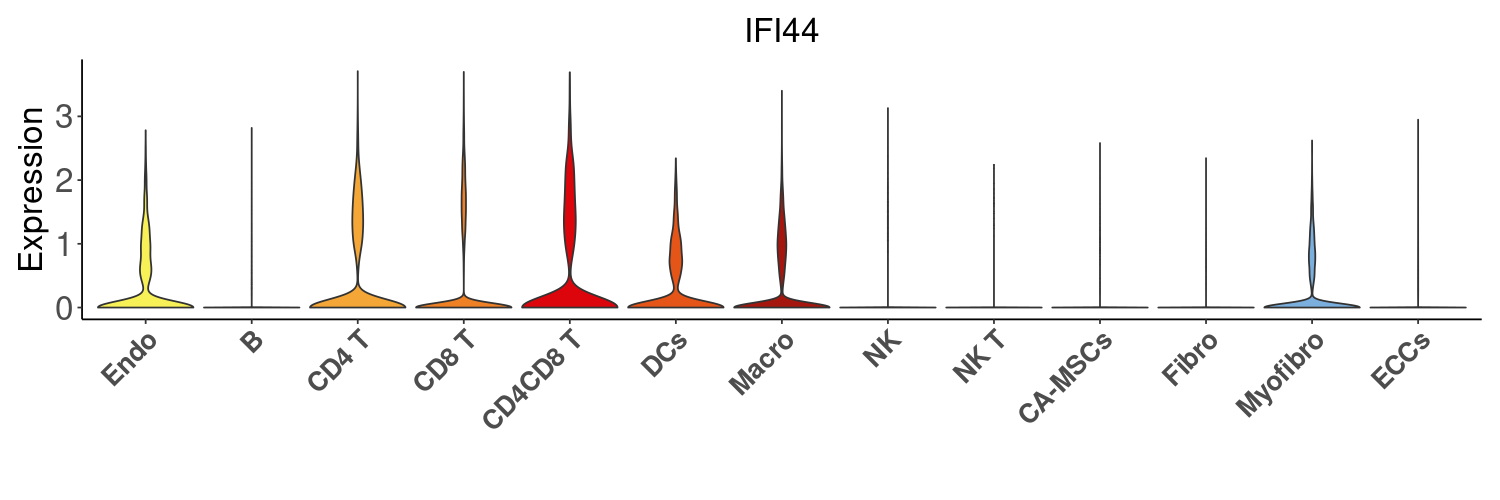 IFI44
Expression
3
2
1
0
Endo
B
CD4 T
CD8 T
CD4CD8 T
DCs
Macro
NK
NK T
CA-MSCs
Fibro
Myofibro
ECCs